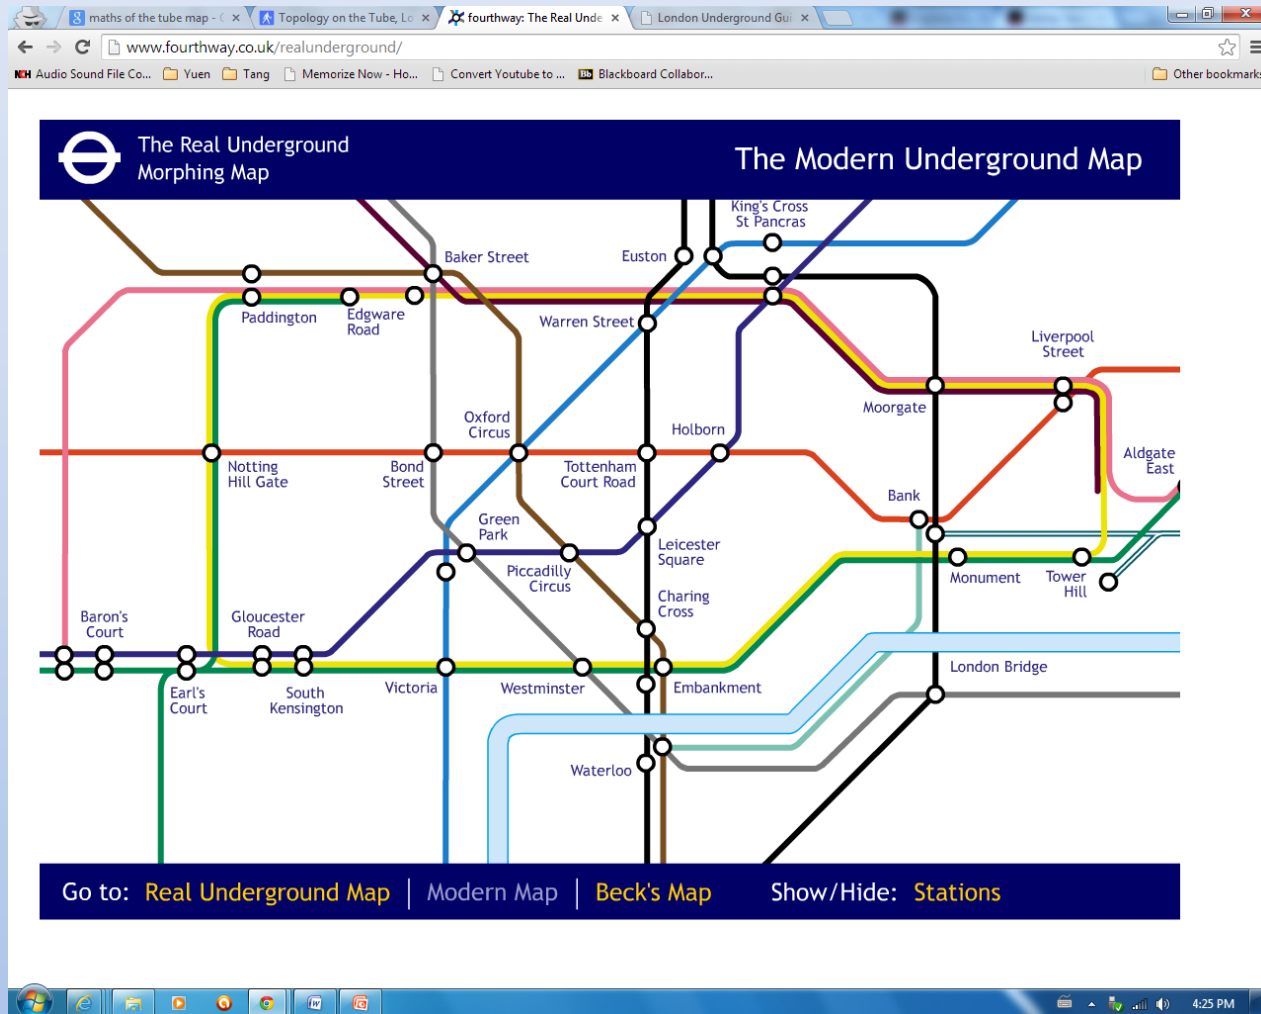 maths of the tube map - G
Topology on the Tube, Lo
fourthway: The Real Unde
London Underground Gui
www.fourthway.co.uk/realunderground/
NCH Audio Sound File Co...
Yuen
Tang
Memorize Now - Ho...
Convert Youtube to ...
Bb Blackboard Collabor...
Other bookmarks
The Real Underground
Morphing Map
The Modern Underground Map
King's Cross
St Pancras
Baker Street
Euston
Paddington
Edgware
Road
Warren Street
Liverpool
Street
Moorgate
Oxford
Circus
Holborn
Notting
Hill Gate
Bond
Street
Tottenham
Court Road
Aldgate
East
Bank
Green
Park
Piccadilly
Circus
Leicester
Square
Monument
Tower
Hill
Charing
Cross
Baron's
Court
Gloucester
Road
Earl's
Court
South
Kensington
Victoria
Westminster
Embankment
London Bridge
Waterloo
Go to: Real Underground Map | Modern Map | Beck's Map
Show/Hide: Stations
4:25 PM